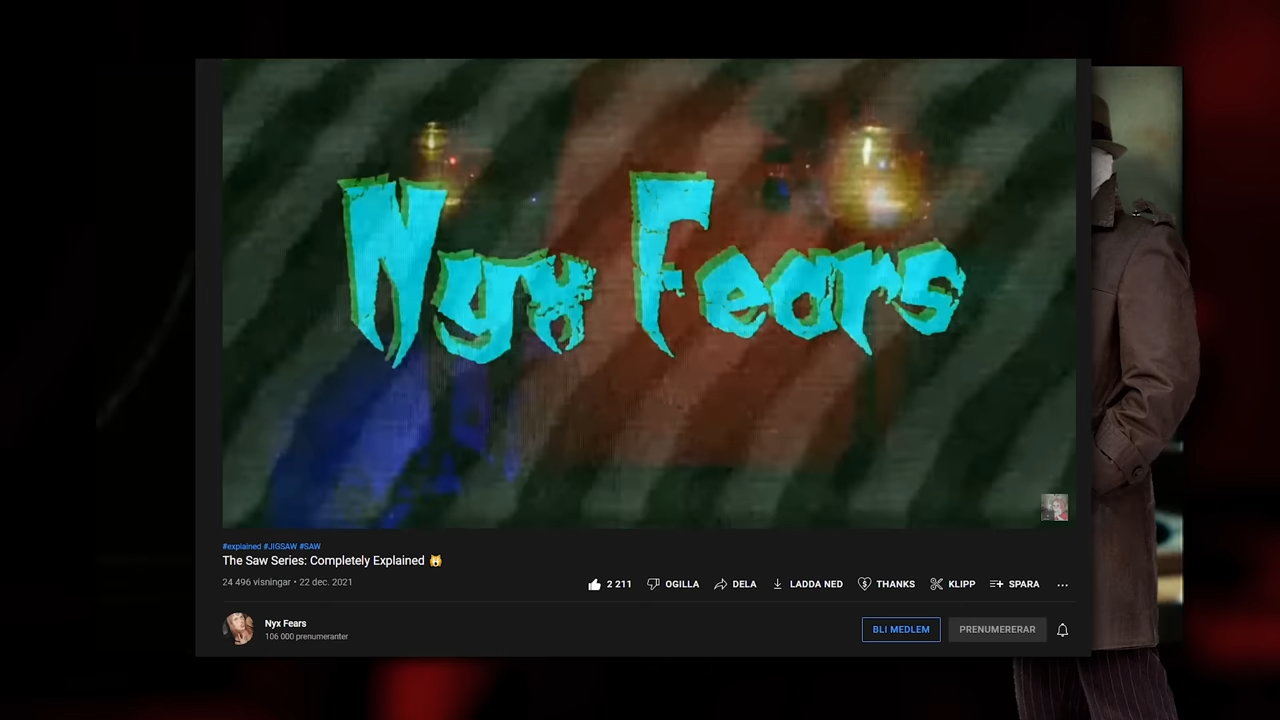 Nyx Fears
#explained #JIGSAW #SAW
The Saw Series: Completely Explained 🙀
24 496 visningar • 22 dec. 2021
2 211 OGILLA DELA LADDA NED THANKS KLIPP SPARA ...
Nyx Fears
106 000 prenumeranter
BLI MEDLEM PRENUMERERAR